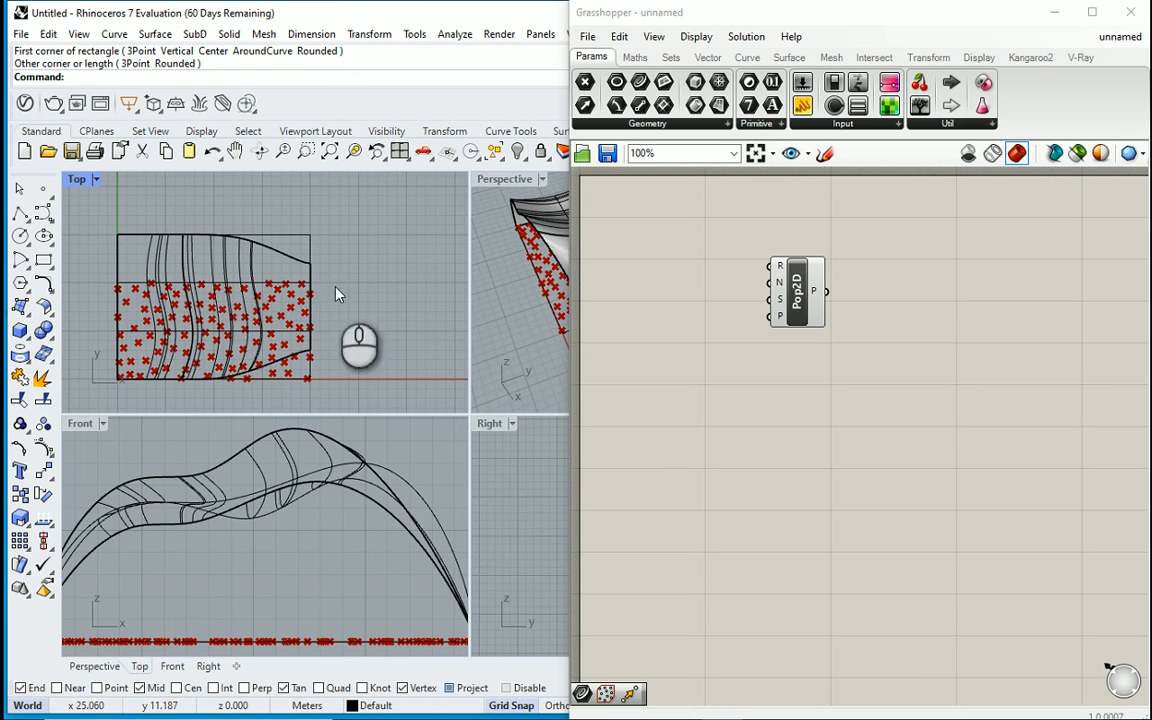 Untitled - Rhinoceros 7 Evaluation (60 Days Remaining)
File Edit View Curve Surface SubD Solid Mesh Dimension Transform Tools Analyze Render Panels
First corner of rectangle ( 3Point Vertical Center AroundCurve Rounded )
Other corner or length ( 3Point Rounded )
Command:
Standard CPlanes Set View Display Select Viewport Layout Visibility Transform Curve Tools Sur
Top
y
x
Perspective
z
y
x
Front
z
x
Right
z
y
Perspective Top Front Right
End Near Point Mid Cen Int Perp Tan Quad Knot Vertex Project Disable
World x 25.060 y 11.187 z 0.000 Meters Default Grid Snap Ortho
Grasshopper - unnamed
File Edit View Display Solution Help unnamed
Params Maths Sets Vector Curve Surface Mesh Intersect Transform Display Kangaroo2 V-Ray
Geometry Primitive Input Util
100%
R
N
S
P
Pop2D
P
1.0.0007